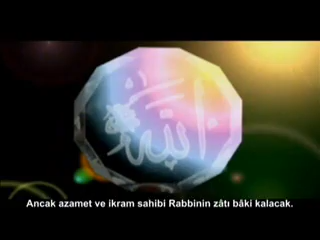 الله
Ancak azamet ve ikram sahibi Rabbinin zâtı bâki kalacak.